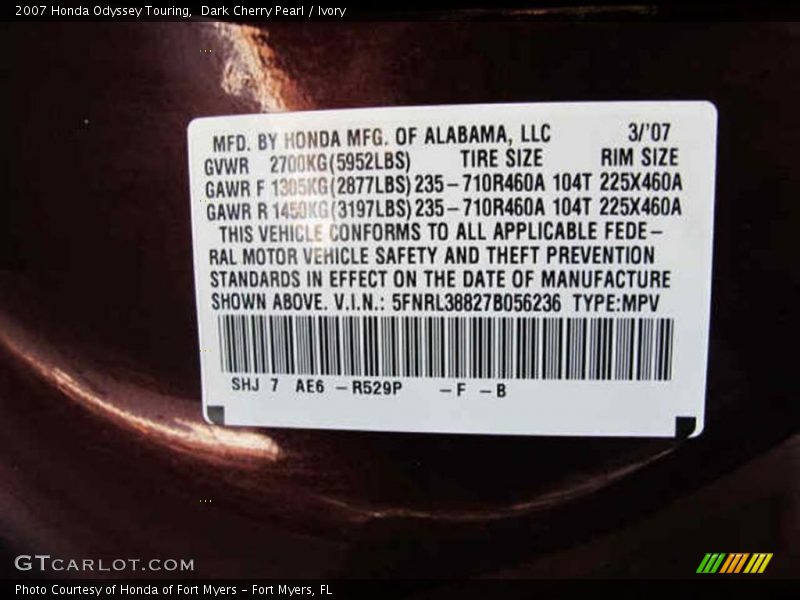 2007 Honda Odyssey Touring,  Dark Cherry Pearl / Ivory
MFD. BY HONDA MFG. OF ALABAMA, LLC 3/'07
GVWR 2700KG(5952LBS) TIRE SIZE RIM SIZE
GAWR F 1305KG(2877LBS) 235-710R460A 104T 225X460A
GAWR R 1450KG(3197LBS) 235-710R460A 104T 225X460A
THIS VEHICLE CONFORMS TO ALL APPLICABLE FEDE-
RAL MOTOR VEHICLE SAFETY AND THEFT PREVENTION
STANDARDS IN EFFECT ON THE DATE OF MANUFACTURE
SHOWN ABOVE. V.I.N.: 5FNRL38827B056236 TYPE:MPV
SHJ 7 AE6 -R529P -F -B
GTCARLOT.COM
Photo Courtesy of Honda of Fort Myers - Fort Myers, FL